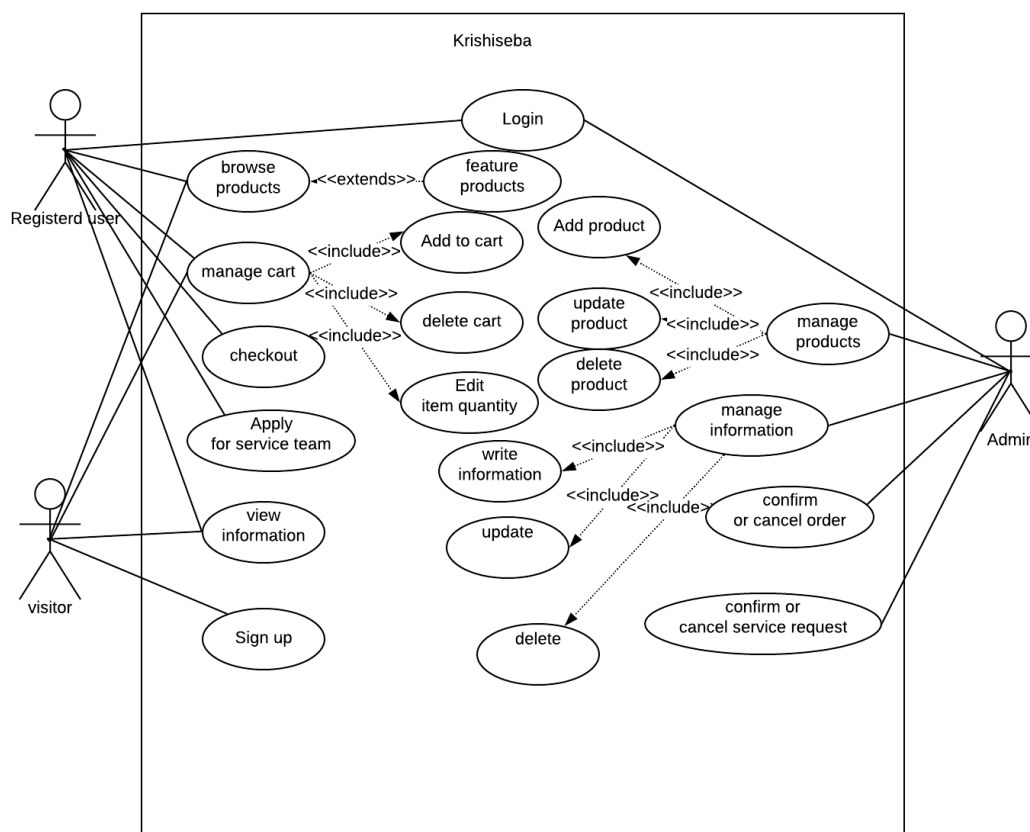 Krishiseba
Login
browse
products
<<extends>>
feature
products
Registerd user
Add to cart
Add product
<<include>>
manage cart
<<include>>
<<include>>
delete cart
update
product
<<include>>
manage
products
<<include>>
<<include>>
checkout
delete
product
Edit
item quantity
manage
information
Apply
for service team
Admin
write
information
<<include>>
<<include>>
<<include>
view
information
update
confirm
or cancel order
visitor
Sign up
delete
confirm or
cancel service request